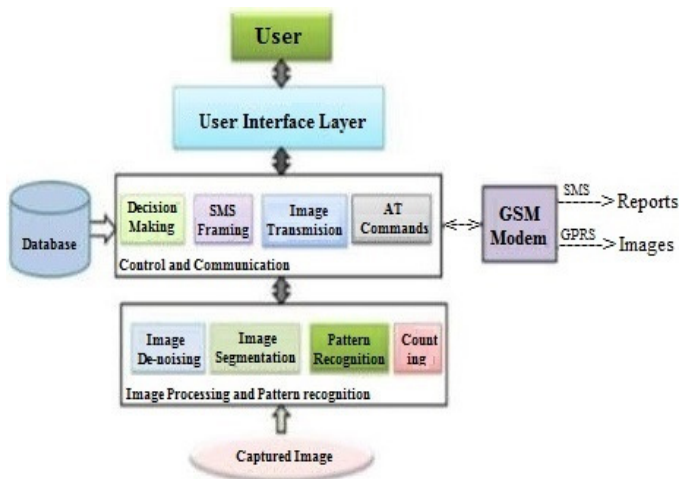 User
User Interface Layer
Database
Decision
Making
SMS
Framing
Image
Transmision
AT
Commands
Control and Communication
GSM
Modem
SMS
Reports
GPRS
Images
Image
De-noising
Image
Segmentation
Pattern
Recognition
Count
ing
Image Processing and Pattern recognition
Captured Image